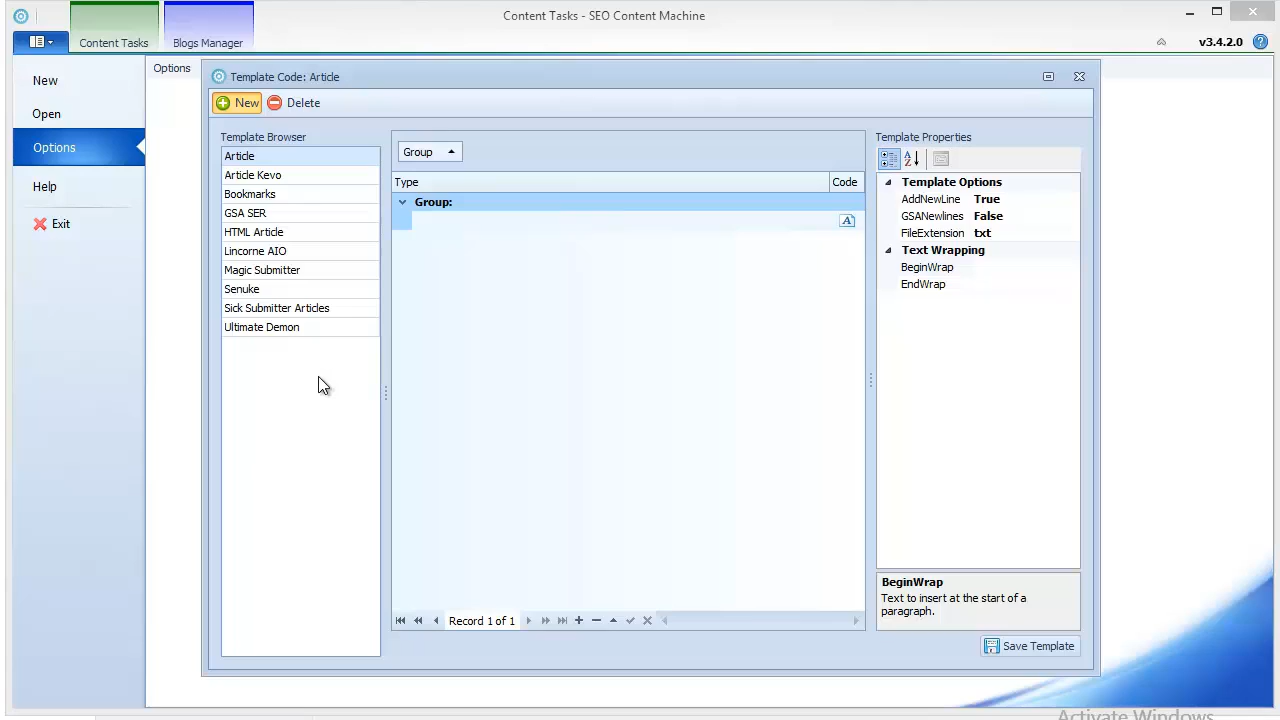 Content Tasks - SEO Content Machine
Content Tasks
Blogs Manager
v3.4.2.0
New
Open
Options
Help
Exit
Options
Template Code: Article
New
Delete
Template Browser
Article
Article Kevo
Bookmarks
GSA SER
HTML Article
Lincorne AIO
Magic Submitter
Senuke
Sick Submitter Articles
Ultimate Demon
Group
Type Code
Group:
Record 1 of 1
Template Properties
Template Options
AddNewLine True
GSANewlines False
FileExtension txt
Text Wrapping
BeginWrap
EndWrap
BeginWrap
Text to insert at the start of a
paragraph.
Save Template
Activate Windows